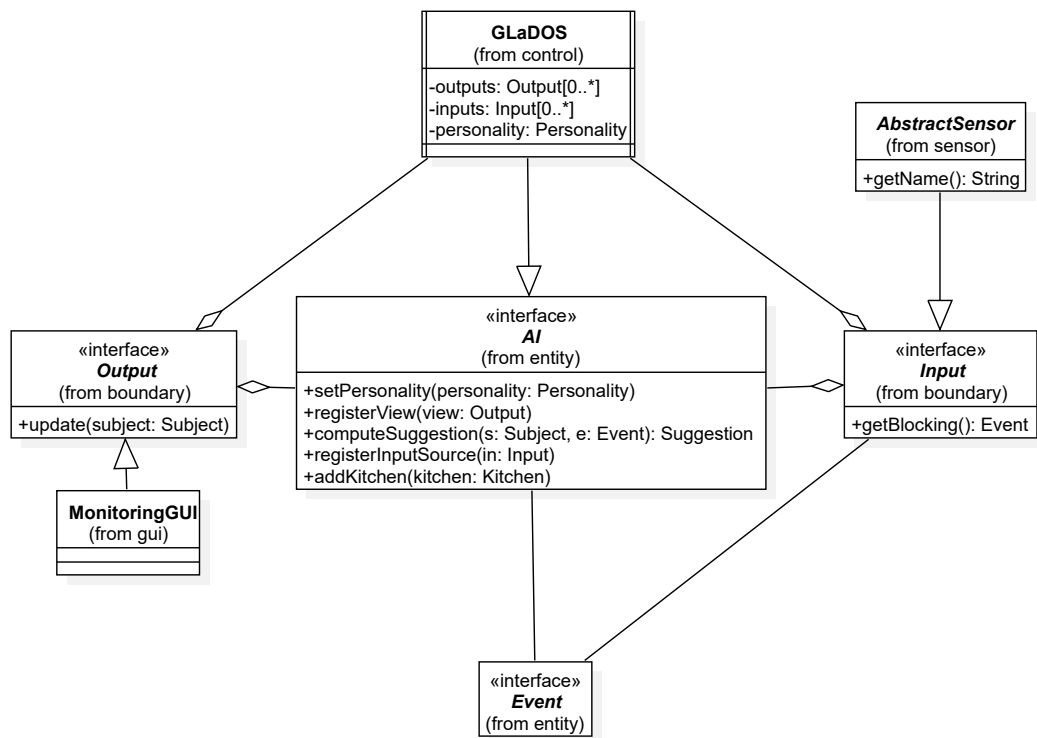 GLaDOS
(from control)
-outputs: Output[0..*]
-inputs: Input[0..*]
-personality: Personality
AbstractSensor
(from sensor)
+getName(): String
«interface»
Output
(from boundary)
+update(subject: Subject)
«interface»
AI
(from entity)
+setPersonality(personality: Personality)
+registerView(view: Output)
+computeSuggestion(s: Subject, e: Event): Suggestion
+registerInputSource(in: Input)
+addKitchen(kitchen: Kitchen)
«interface»
Input
(from boundary)
+getBlocking(): Event
MonitoringGUI
(from gui)
«interface»
Event
(from entity)